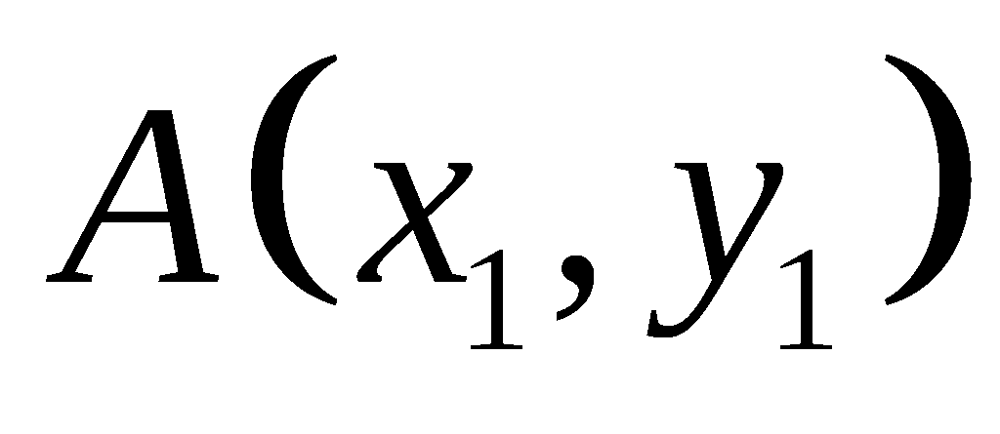 A(x₁, y₁)